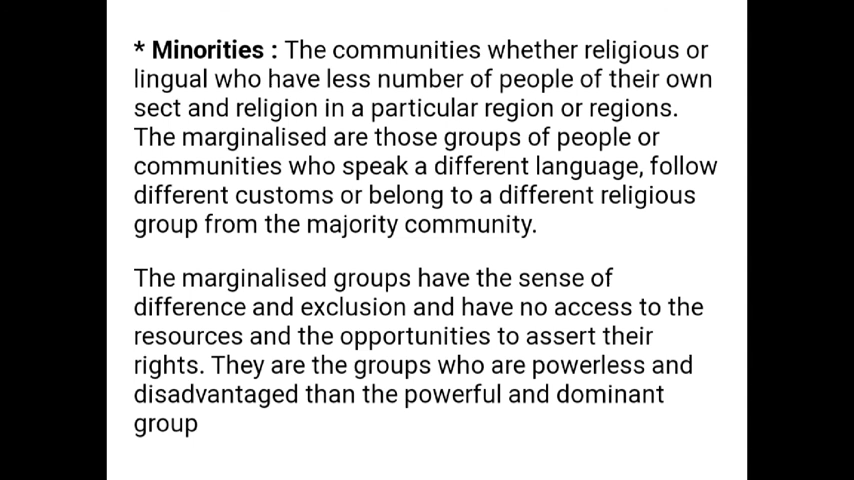 * Minorities : The communities whether religious or
lingual who have less number of people of their own
sect and religion in a particular region or regions.
The marginalised are those groups of people or
communities who speak a different language, follow
different customs or belong to a different religious
group from the majority community.
The marginalised groups have the sense of
difference and exclusion and have no access to the
resources and the opportunities to assert their
rights. They are the groups who are powerless and
disadvantaged than the powerful and dominant
group